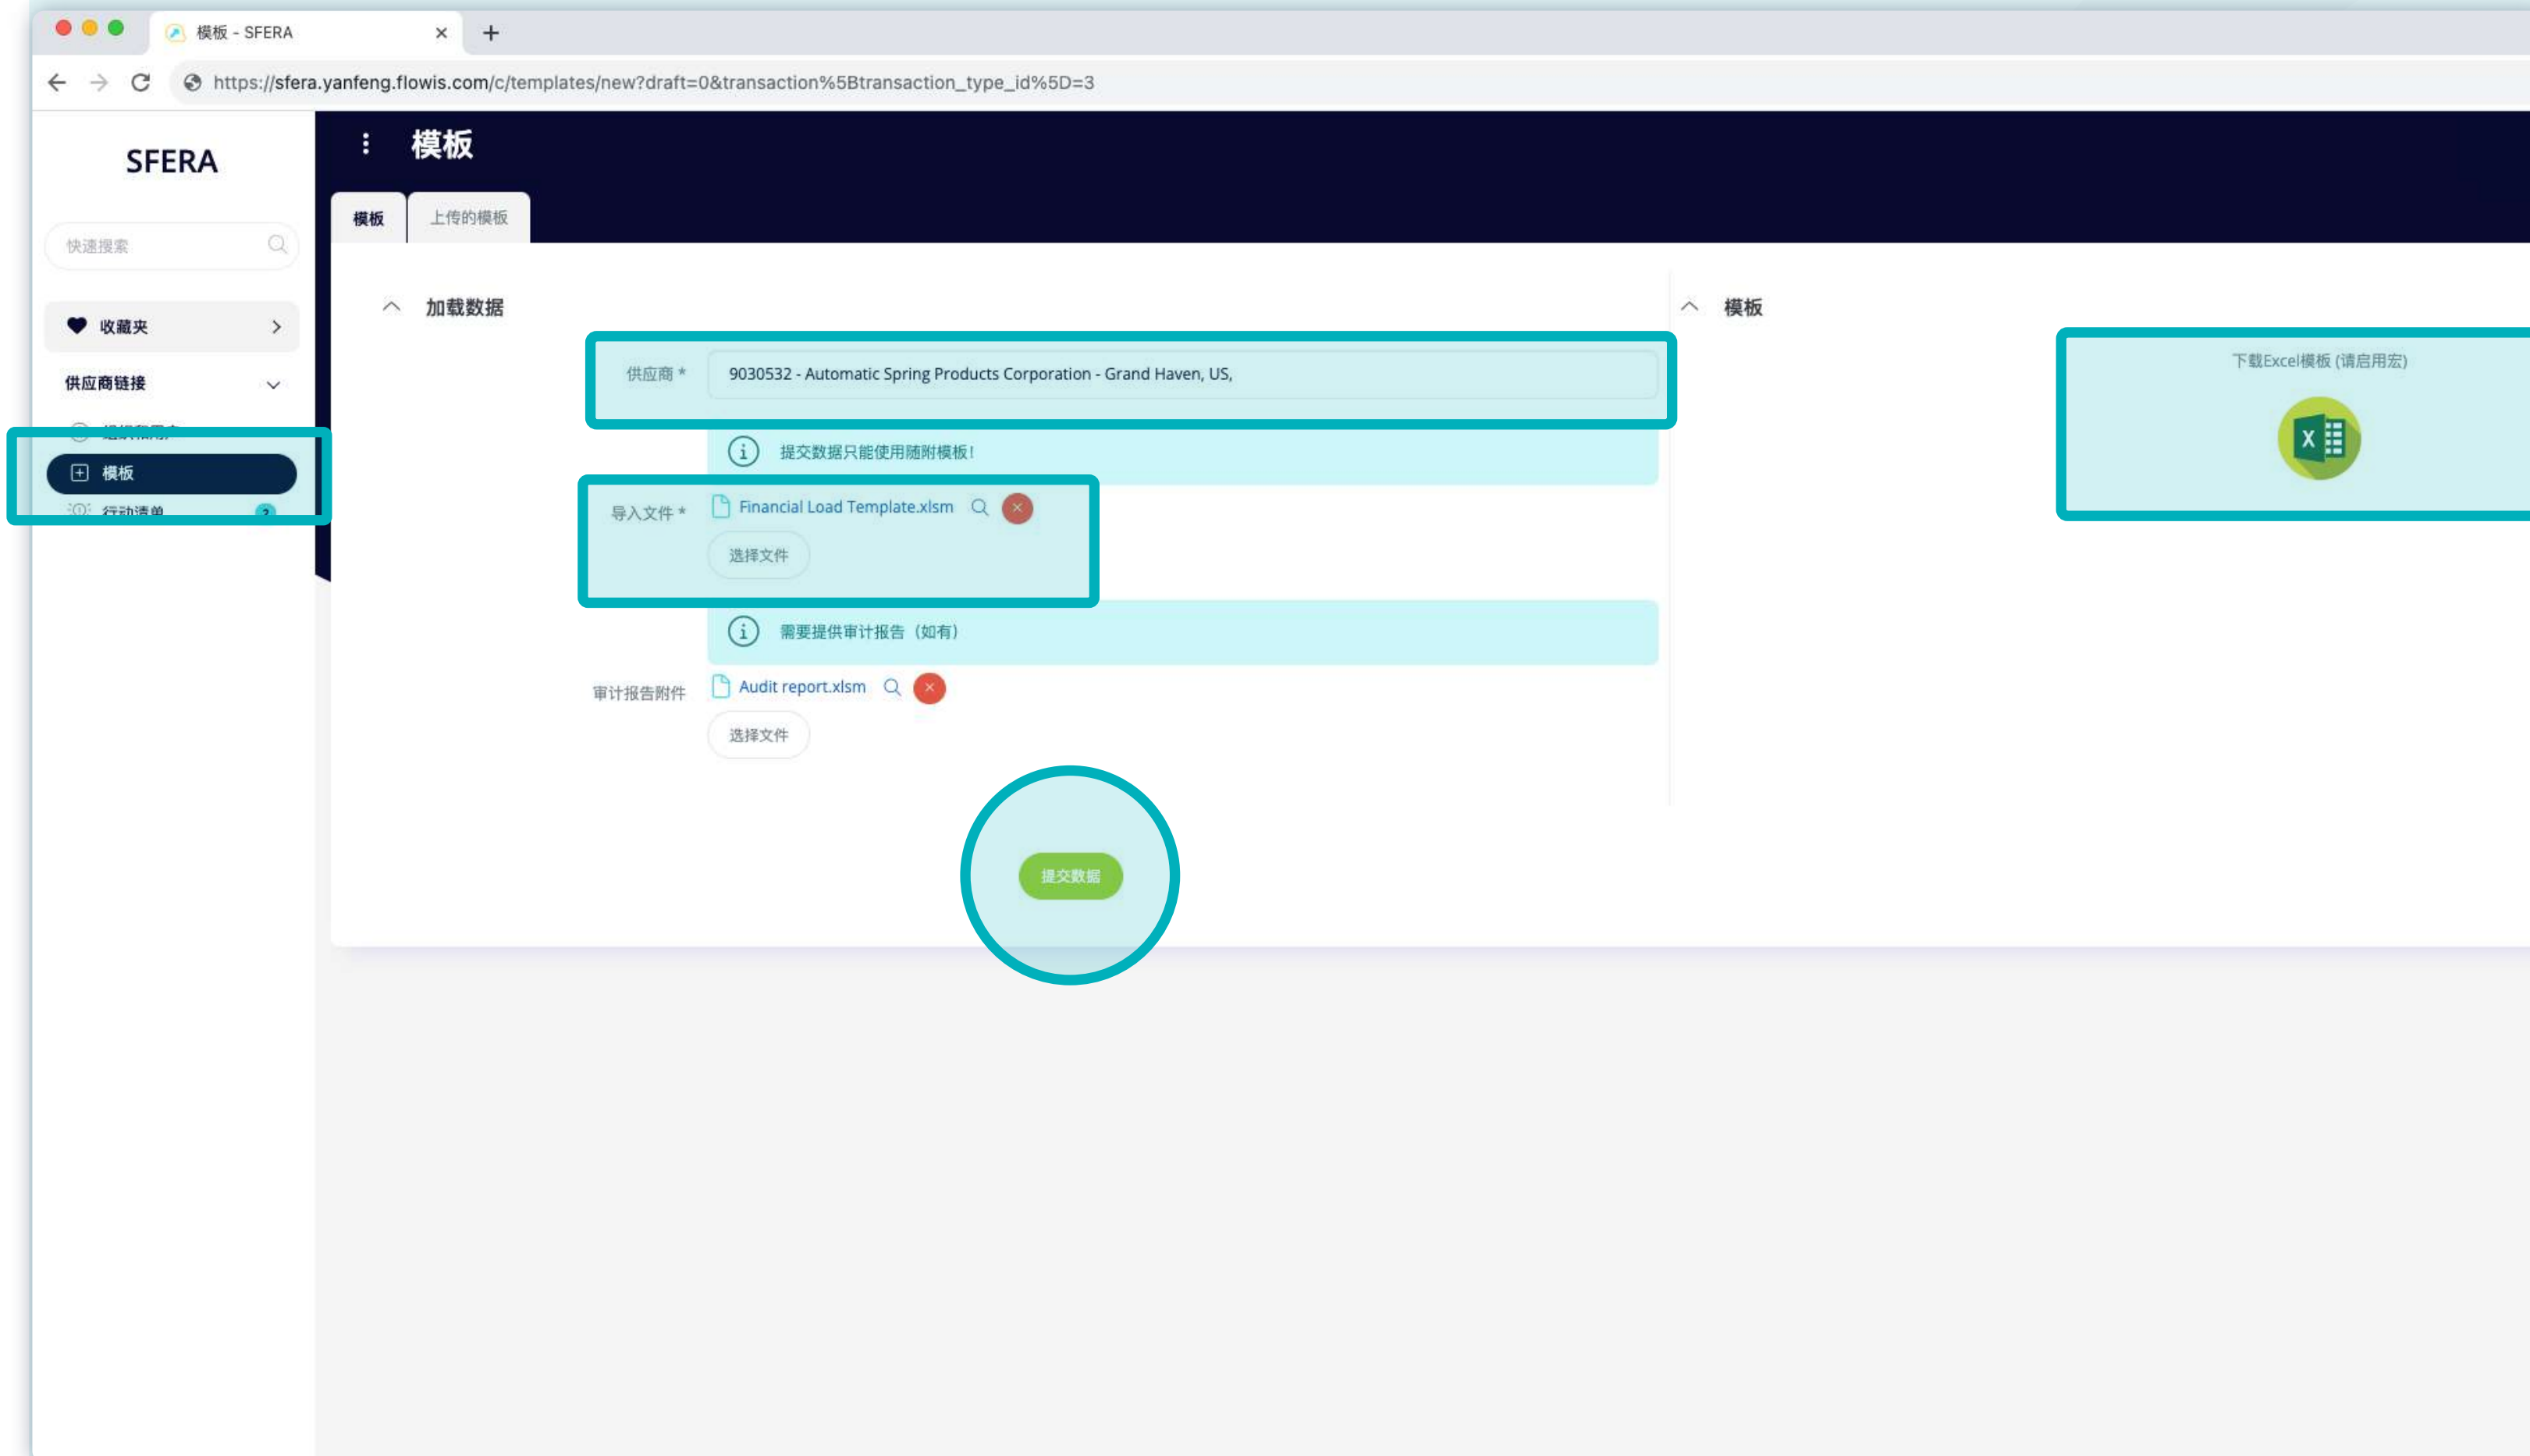 模板 - SFERA
https://sfera.yanfeng.flowis.com/c/templates/new?draft=0&transaction%5Btransaction_type_id%5D=3
SFERA
快速搜索
收藏夹
供应商链接
组织和用户
模板
行动清单 2
模板
模板 上传的模板
加载数据
供应商 * 9030532 - Automatic Spring Products Corporation - Grand Haven, US,
提交数据只能使用随附模板!
导入文件 * Financial Load Template.xlsm
选择文件
需要提供审计报告（如有）
审计报告附件 Audit report.xlsm
选择文件
提交数据
模板
下载Excel模板 (请启用宏)
X